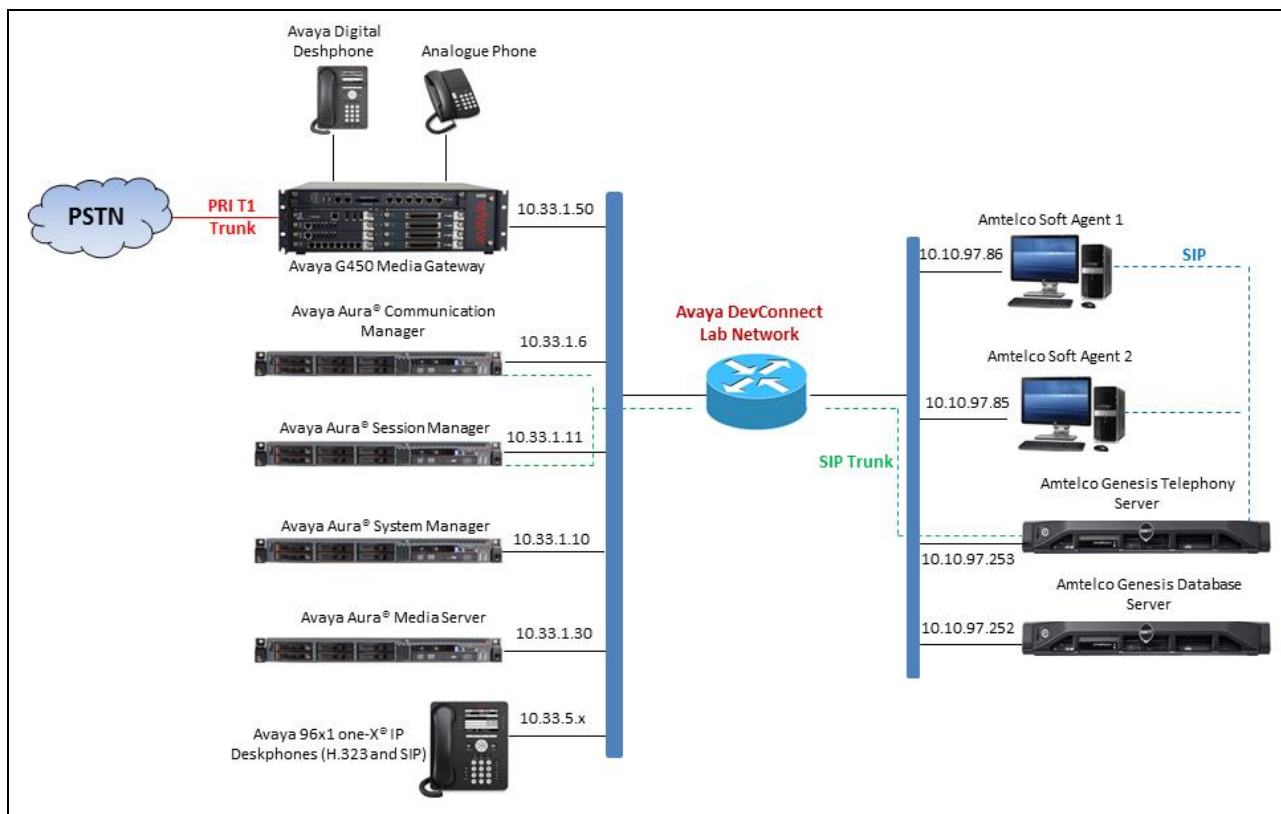 Avaya Digital
Deshphone
Analogue Phone
PSTN
PRI T1
Trunk
10.33.1.50
AVAYA
Avaya G450 Media Gateway
Avaya Aura® Communication
Manager
10.33.1.6
Avaya Aura® Session Manager
10.33.1.11
Avaya Aura® System Manager
10.33.1.10
Avaya Aura® Media Server
10.33.1.30
Avaya 96x1 one-X® IP
Deskphones (H.323 and SIP)
10.33.5.x
Avaya DevConnect
Lab Network
SIP Trunk
Amtelco Soft Agent 1
10.10.97.86
SIP
Amtelco Soft Agent 2
10.10.97.85
Amtelco Genesis Telephony
Server
10.10.97.253
Amtelco Genesis Database
Server
10.10.97.252